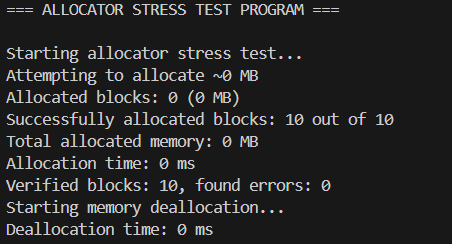 === ALLOCATOR STRESS TEST PROGRAM ===
Starting allocator stress test...
Attempting to allocate ~0 MB
Allocated blocks: 0 (0 MB)
Successfully allocated blocks: 10 out of 10
Total allocated memory: 0 MB
Allocation time: 0 ms
Verified blocks: 10, found errors: 0
Starting memory deallocation...
Deallocation time: 0 ms